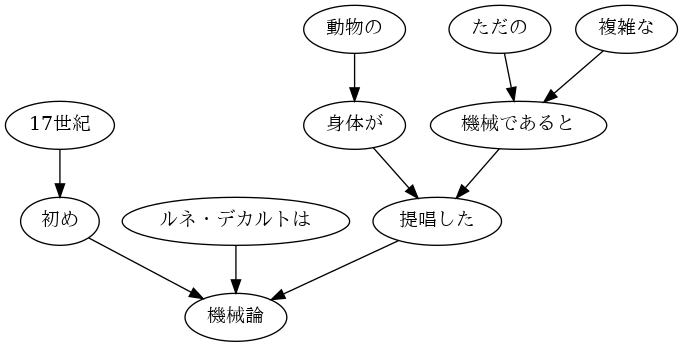 動物の
ただの
複雑な
17世紀
身体が
機械であると
初め
ルネ・デカルトは
提唱した
機械論